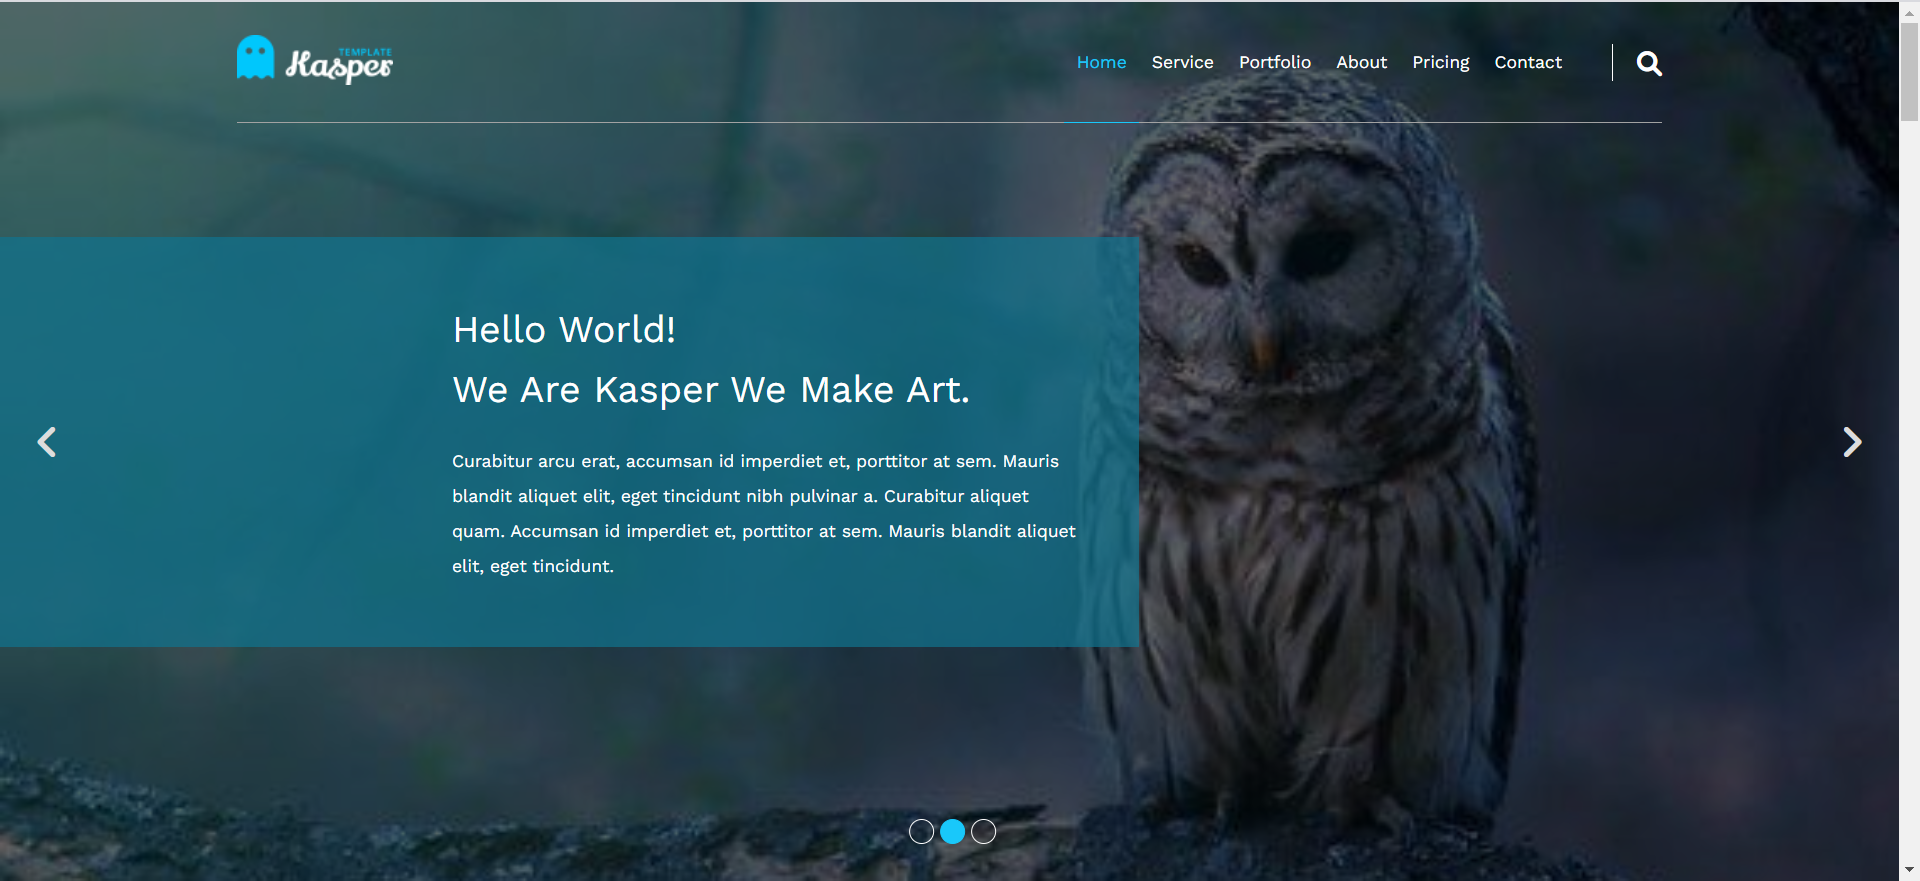 TEMPLATE
Kasper
Home Service Portfolio About Pricing Contact
Hello World!
We Are Kasper We Make Art.
Curabitur arcu erat, accumsan id imperdiet et, porttitor at sem. Mauris
blandit aliquet elit, eget tincidunt nibh pulvinar a. Curabitur aliquet
quam. Accumsan id imperdiet et, porttitor at sem. Mauris blandit aliquet
elit, eget tincidunt.